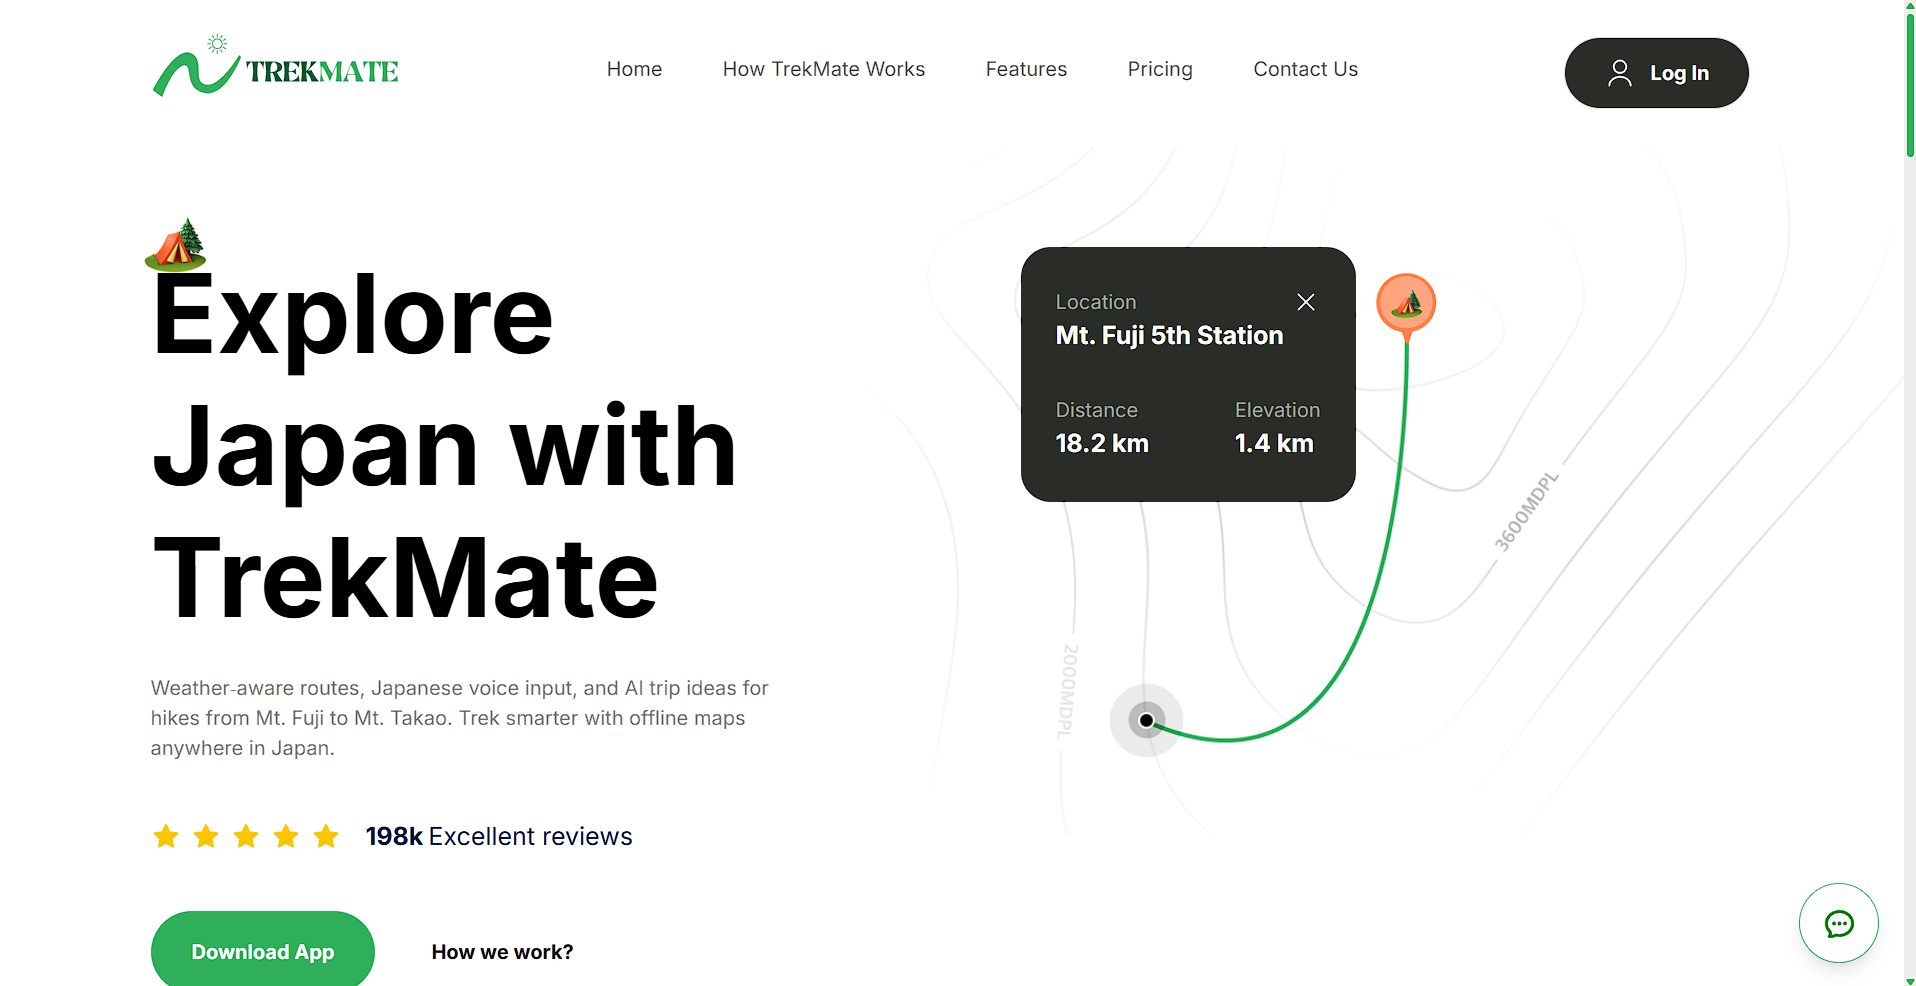 TREKMATE
Home
How TrekMate Works
Features
Pricing
Contact Us
Log In
Explore
Japan with
TrekMate
Weather-aware routes, Japanese voice input, and AI trip ideas for
hikes from Mt. Fuji to Mt. Takao. Trek smarter with offline maps
anywhere in Japan.
198k Excellent reviews
Download App
How we work?
Location
Mt. Fuji 5th Station
Distance
Elevation
18.2 km
1.4 km
3600MDPL
2000MDPL